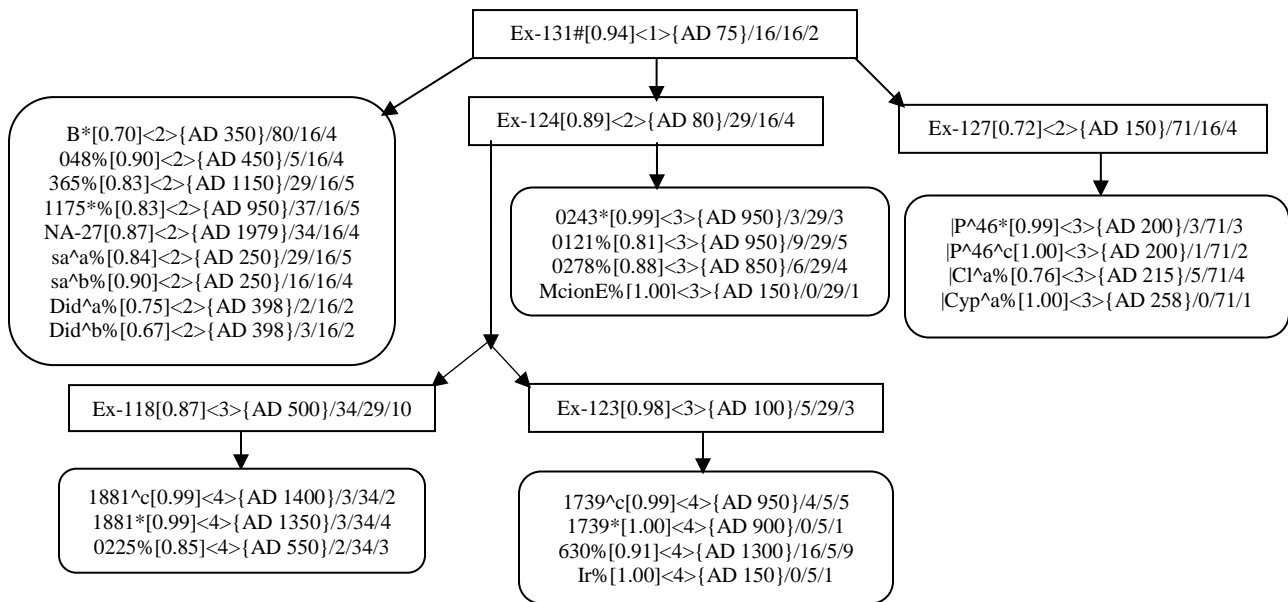 Ex-131#[0.94]<1>{AD 75}/16/16/2
B*[0.70]<2>{AD 350}/80/16/4
048%[0.90]<2>{AD 450}/5/16/4
365%[0.83]<2>{AD 1150}/29/16/5
1175*%[0.83]<2>{AD 950}/37/16/5
NA-27[0.87]<2>{AD 1979}/34/16/4
sa^a%[0.84]<2>{AD 250}/29/16/5
sa^b%[0.90]<2>{AD 250}/16/16/4
Did^a%[0.75]<2>{AD 398}/2/16/2
Did^b%[0.67]<2>{AD 398}/3/16/2
Ex-124[0.89]<2>{AD 80}/29/16/4
Ex-127[0.72]<2>{AD 150}/71/16/4
0243*[0.99]<3>{AD 950}/3/29/3
0121%[0.81]<3>{AD 950}/9/29/5
0278%[0.88]<3>{AD 850}/6/29/4
McionE%[1.00]<3>{AD 150}/0/29/1
|P^46*[0.99]<3>{AD 200}/3/71/3
|P^46^c[1.00]<3>{AD 200}/1/71/2
|Cl^a%[0.76]<3>{AD 215}/5/71/4
|Cyp^a%[1.00]<3>{AD 258}/0/71/1
Ex-118[0.87]<3>{AD 500}/34/29/10
Ex-123[0.98]<3>{AD 100}/5/29/3
1881^c[0.99]<4>{AD 1400}/3/34/2
1881*[0.99]<4>{AD 1350}/3/34/4
0225%[0.85]<4>{AD 550}/2/34/3
1739^c[0.99]<4>{AD 950}/4/5/5
1739*[1.00]<4>{AD 900}/0/5/1
630%[0.91]<4>{AD 1300}/16/5/9
Ir%[1.00]<4>{AD 150}/0/5/1